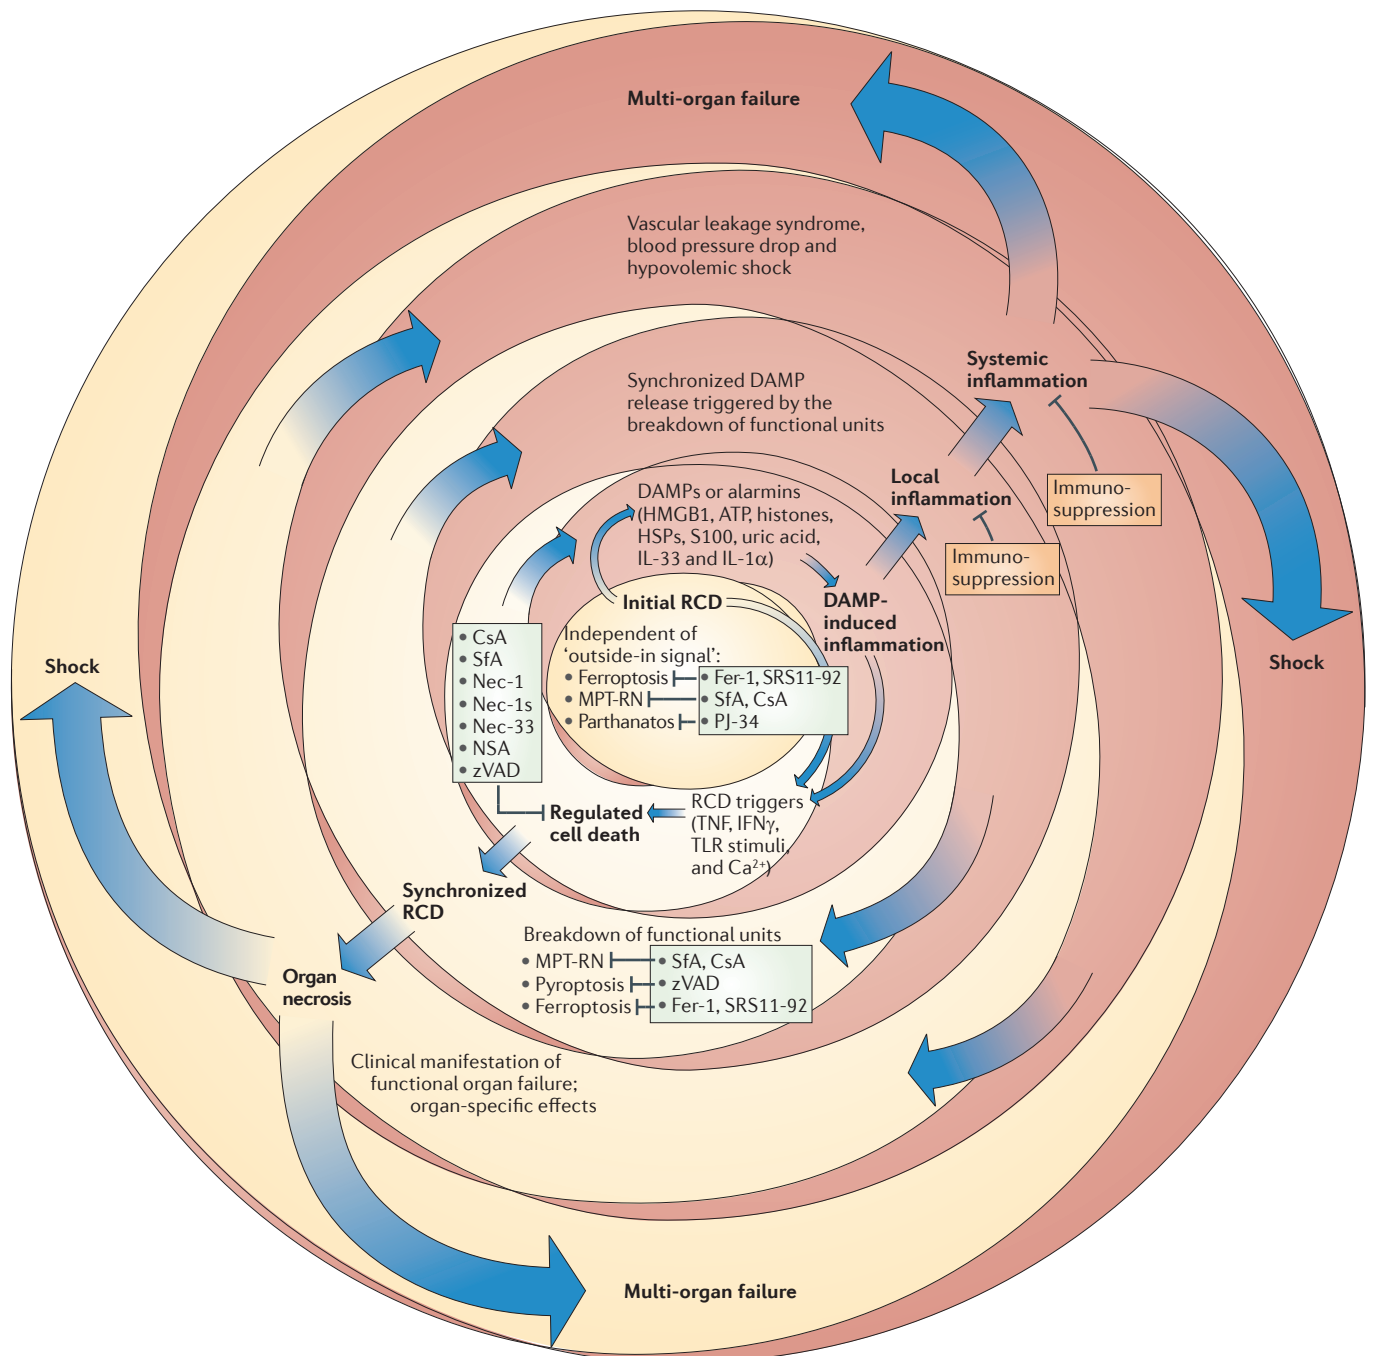 Multi-organ failure
Vascular leakage syndrome,
blood pressure drop and
hypovolemic shock
Systemic
inflammation
Synchronized DAMP
release triggered by the
breakdown of functional units
Local
inflammation
Immuno-
suppression
Immuno-
suppression
DAMPs or alarmins
(HMGB1, ATP, histones,
HSPs, S100, uric acid,
IL-33 and IL-1α)
DAMP-
induced
inflammation
Initial RCD
Independent of
‘outside-in signal’:
• Ferroptosis
• MPT-RN
• Parthanatos
• Fer-1, SRS11-92
• SfA, CsA
• PJ-34
• CsA
• SfA
• Nec-1
• Nec-1s
• Nec-33
• NSA
• zVAD
Shock
Shock
Regulated
cell death
RCD triggers
(TNF, IFNγ,
TLR stimuli,
and Ca²⁺)
Synchronized
RCD
Breakdown of functional units
• MPT-RN
• Pyroptosis
• Ferroptosis
• SfA, CsA
• zVAD
• Fer-1, SRS11-92
Organ
necrosis
Clinical manifestation of
functional organ failure;
organ-specific effects
Multi-organ failure